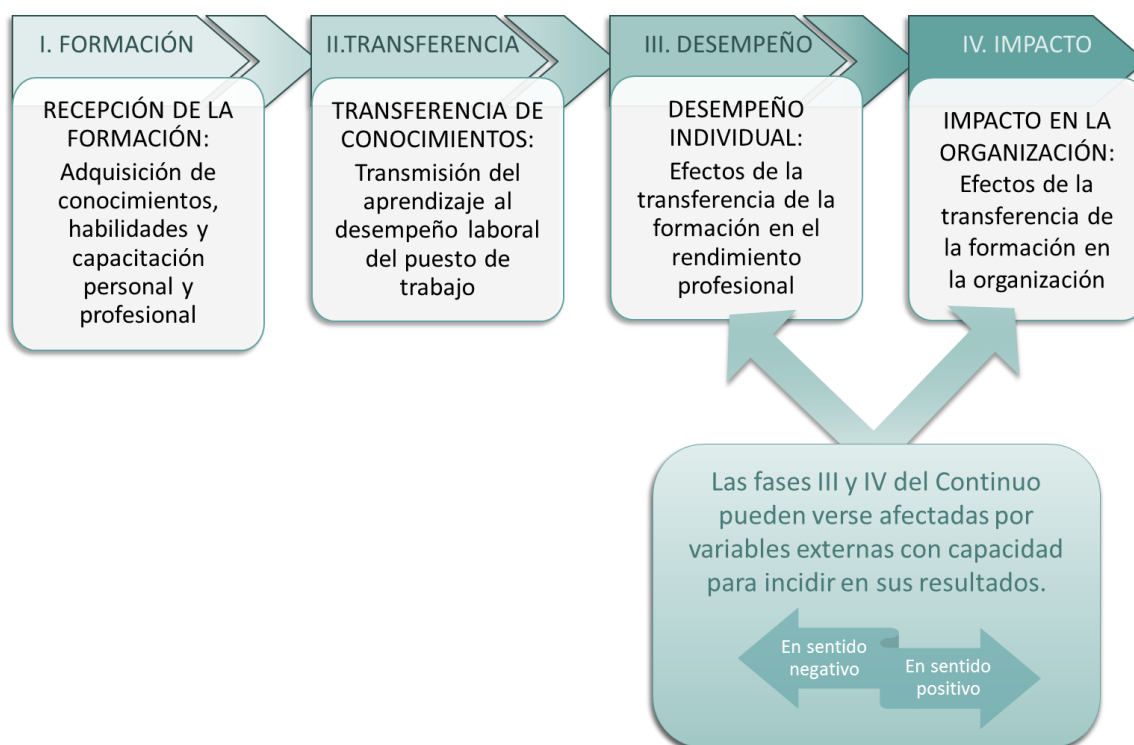 I. FORMACIÓN
RECEPCIÓN DE LA
FORMACIÓN:
Adquisición de
conocimientos,
habilidades y
capacitación
personal y
profesional
II.TRANSFERENCIA
TRANSFERENCIA DE
CONOCIMIENTOS:
Transmisión del
aprendizaje al
desempeño laboral
del puesto de
trabajo
III. DESEMPEÑO
DESEMPEÑO
INDIVIDUAL:
Efectos de la
transferencia de la
formación en el
rendimiento
profesional
IV. IMPACTO
IMPACTO EN LA
ORGANIZACIÓN:
Efectos de la
transferencia de
la formación en
la organización
Las fases III y IV del Continuo
pueden verse afectadas por
variables externas con capacidad
para incidir en sus resultados.
En sentido
negativo
En sentido
positivo